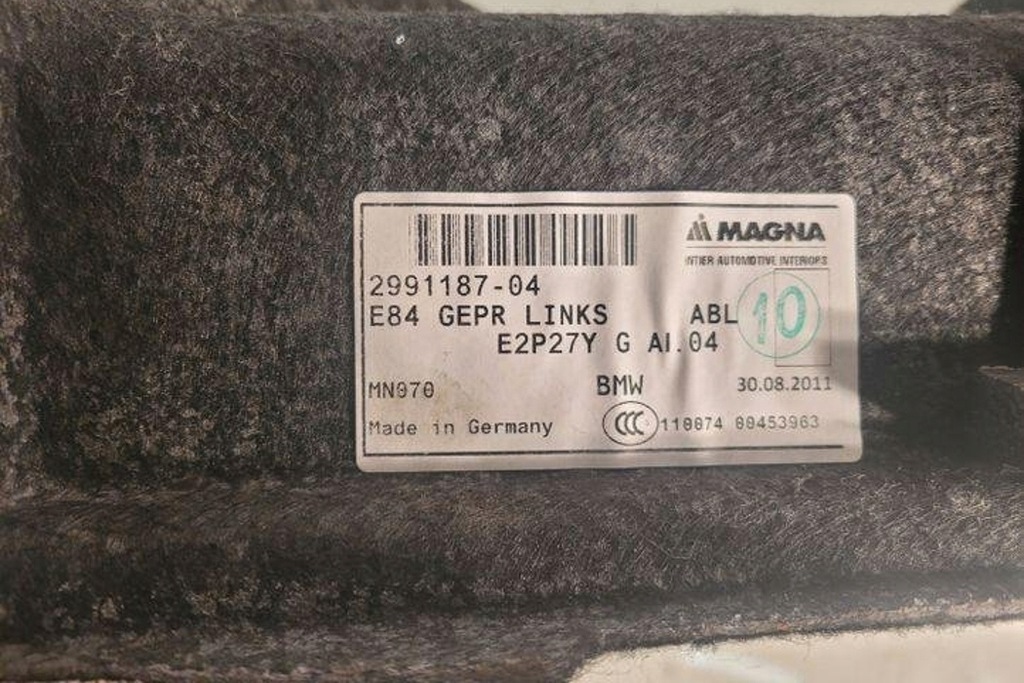 MAGNA
INTIER AUTOMOTIVE INTERIORS
2991187-04
E84 GEPR LINKS ABL 10
E2P27Y G AI.04
MN070 BMW 30.08.2011
Made in Germany CCC 110074 00453963